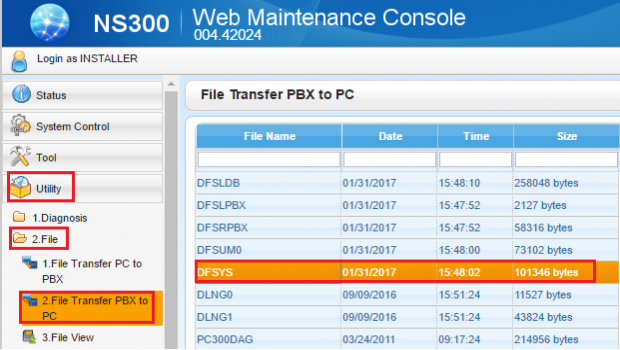 NS300
Web Maintenance Console
004.42024
Login as INSTALLER
Status
System Control
Tool
Utility
1.Diagnosis
2.File
1.File Transfer PC to
PBX
2.File Transfer PBX to
PC
3.File View
File Transfer PBX to PC
File Name Date Time Size
DFSLDB 01/31/2017 15:48:10 258048 bytes
DFSLPBX 01/31/2017 15:47:52 2127 bytes
DFSRPBX 01/31/2017 15:47:52 58316 bytes
DFSUM0 01/31/2017 15:48:00 73102 bytes
DFSYS 01/31/2017 15:48:02 101346 bytes
DLNG0 09/09/2016 15:51:24 11527 bytes
DLNG1 09/09/2016 15:51:24 43824 bytes
PC300DAG 03/24/2011 09:17:24 214956 bytes